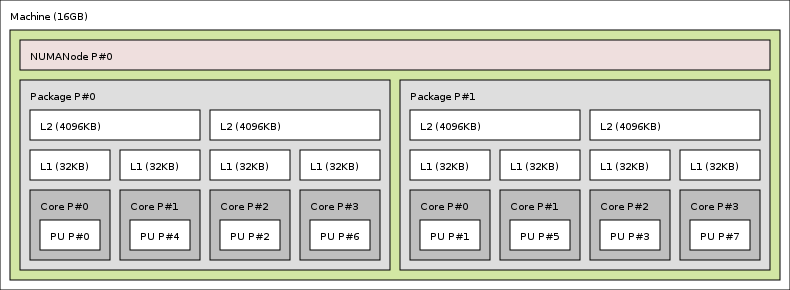 Machine (16GB)
NUMANode P#0
Package P#0
L2 (4096KB) L2 (4096KB)
L1 (32KB) L1 (32KB) L1 (32KB) L1 (32KB)
Core P#0 Core P#1 Core P#2 Core P#3
PU P#0 PU P#4 PU P#2 PU P#6
Package P#1
L2 (4096KB) L2 (4096KB)
L1 (32KB) L1 (32KB) L1 (32KB) L1 (32KB)
Core P#0 Core P#1 Core P#2 Core P#3
PU P#1 PU P#5 PU P#3 PU P#7